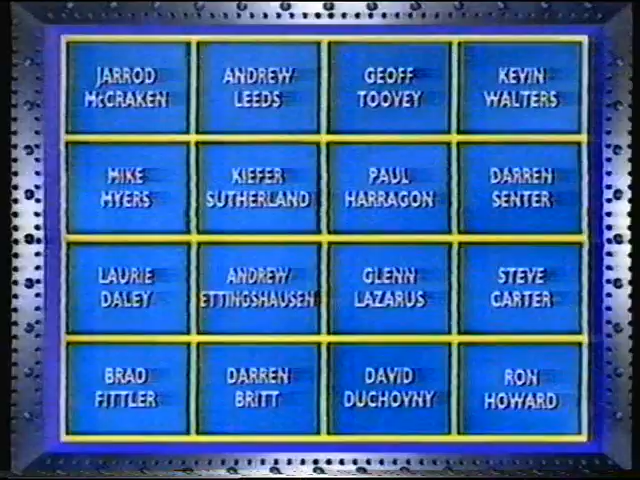 JARROD
McCRAKEN
ANDREW
LEEDS
GEOFF
TOOVEY
KEVIN
WALTERS
MIKE
MYERS
KIEFER
SUTHERLAND
PAUL
HARRAGON
DARREN
SENTER
LAURIE
DALEY
ANDREW
ETTINGSHAUSEN
GLENN
LAZARUS
STEVE
CARTER
BRAD
FITTLER
DARREN
BRITT
DAVID
DUCHOVNY
RON
HOWARD